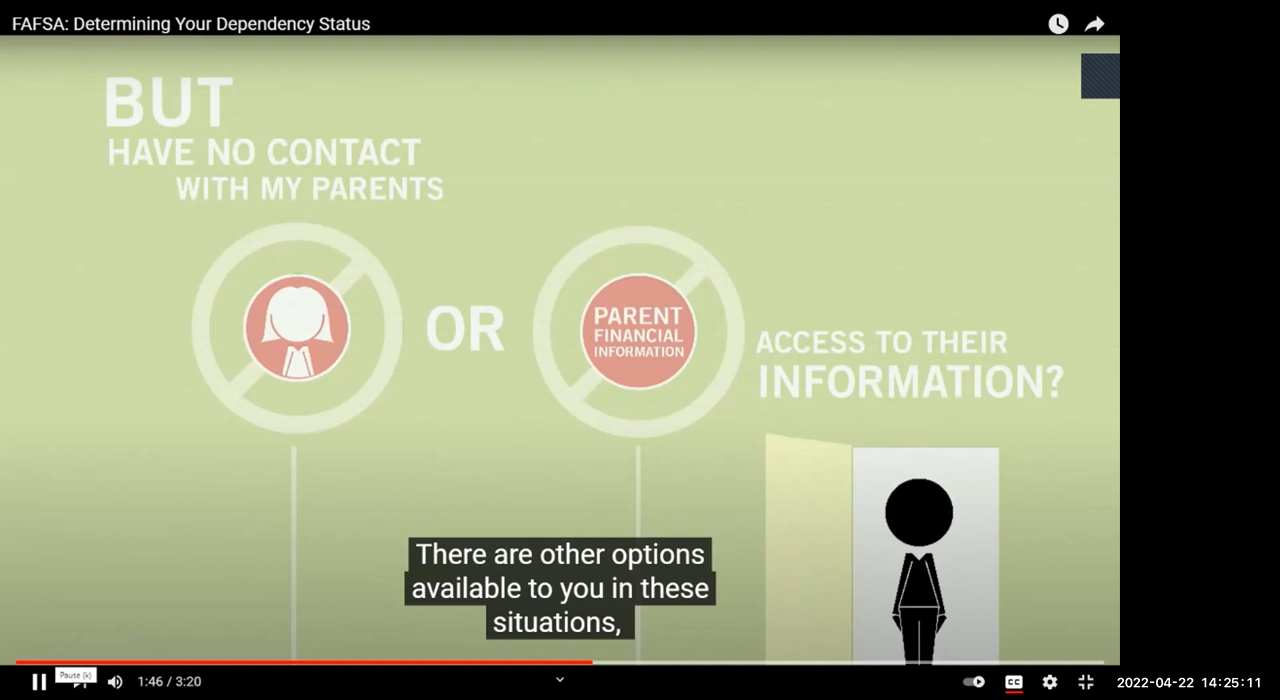 FAFSA: Determining Your Dependency Status
BUT
HAVE NO CONTACT
WITH MY PARENTS
OR
PARENT
FINANCIAL
INFORMATION
ACCESS TO THEIR
INFORMATION?
There are other options
available to you in these
situations,
Pause (k)
1:46 / 3:20
CC
2022-04-22 14:25:11